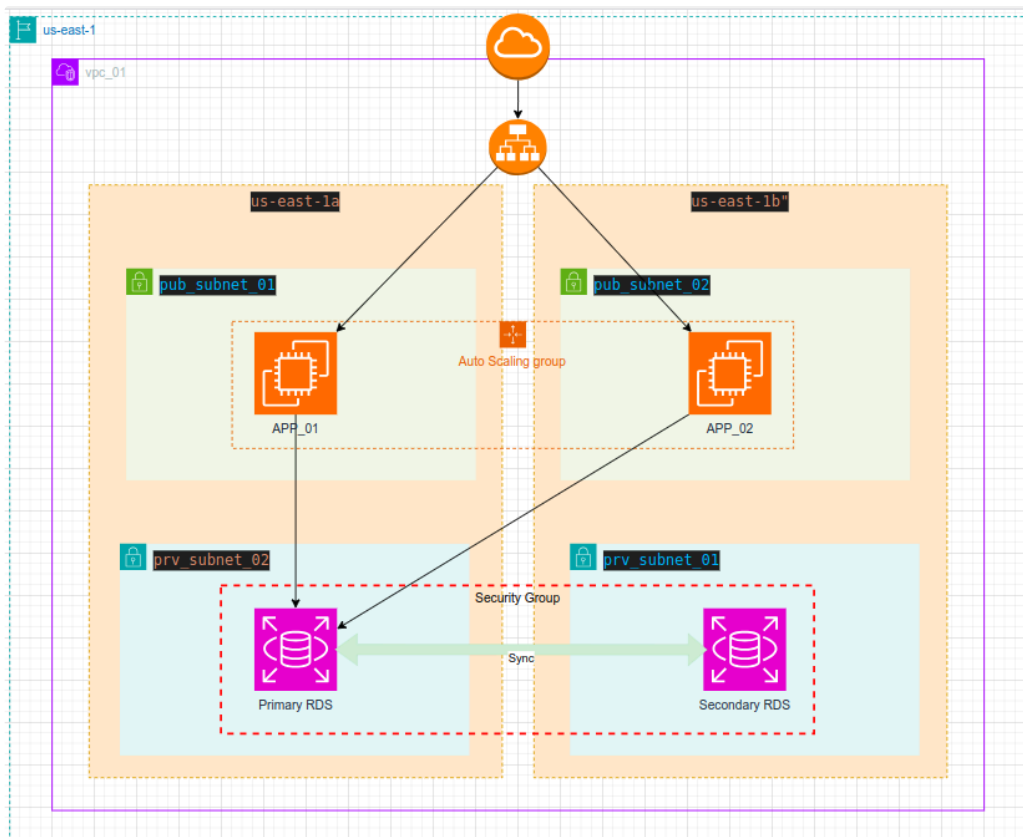 us-east-1
vpc_01
us-east-1a
us-east-1b"
pub_subnet_01
pub_subnet_02
Auto Scaling group
APP_01
APP_02
prv_subnet_02
prv_subnet_01
Security Group
Sync
Primary RDS
Secondary RDS